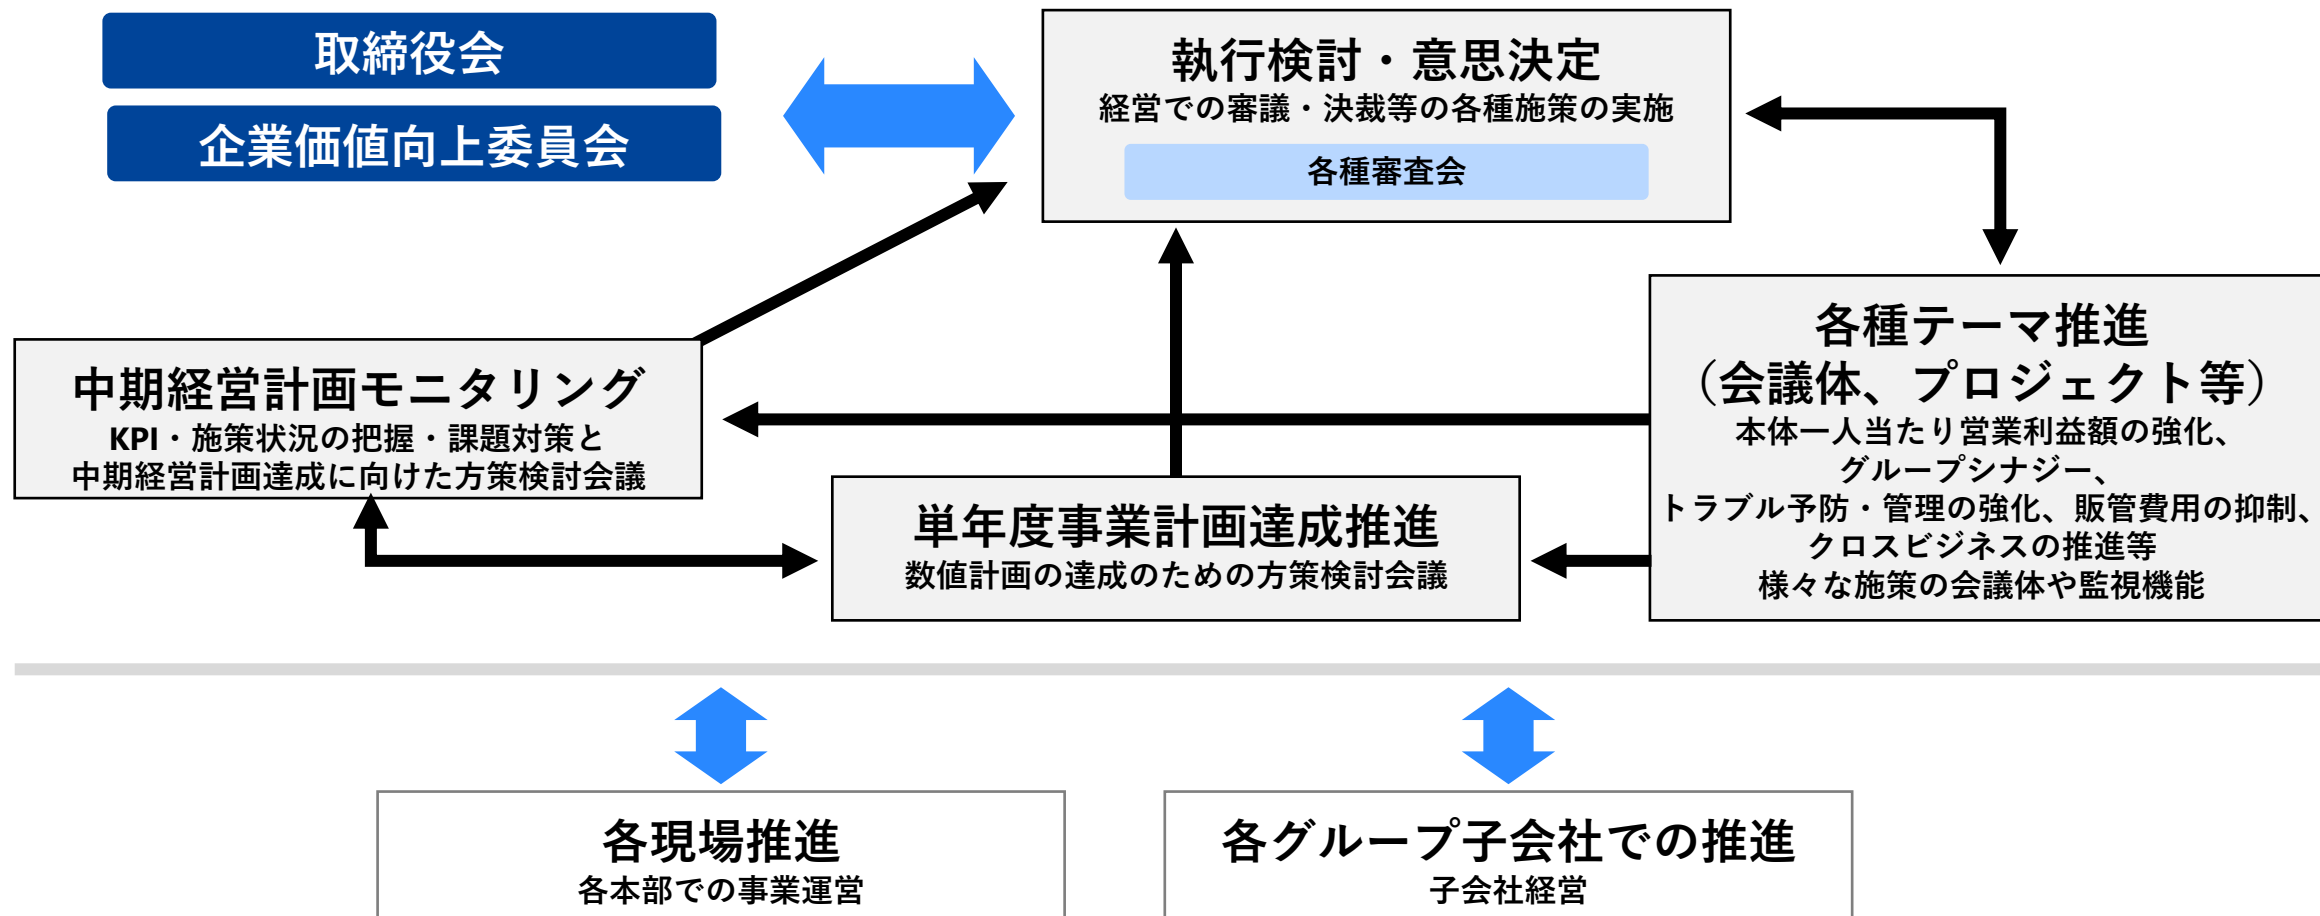 取締役会
企業価値向上委員会
執行検討・意思決定
経営での審議・決裁等の各種施策の実施
各種審査会
中期経営計画モニタリング
KPI・施策状況の把握・課題対策と
中期経営計画達成に向けた方策検討会議
単年度事業計画達成推進
数値計画の達成のための方策検討会議
各種テーマ推進
（会議体、プロジェクト等）
本体一人当たり営業利益額の強化、
グループシナジー、
トラブル予防・管理の強化、販管費用の抑制、
クロスビジネスの推進等
様々な施策の会議体や監視機能
各現場推進
各本部での事業運営
各グループ子会社での推進
子会社経営